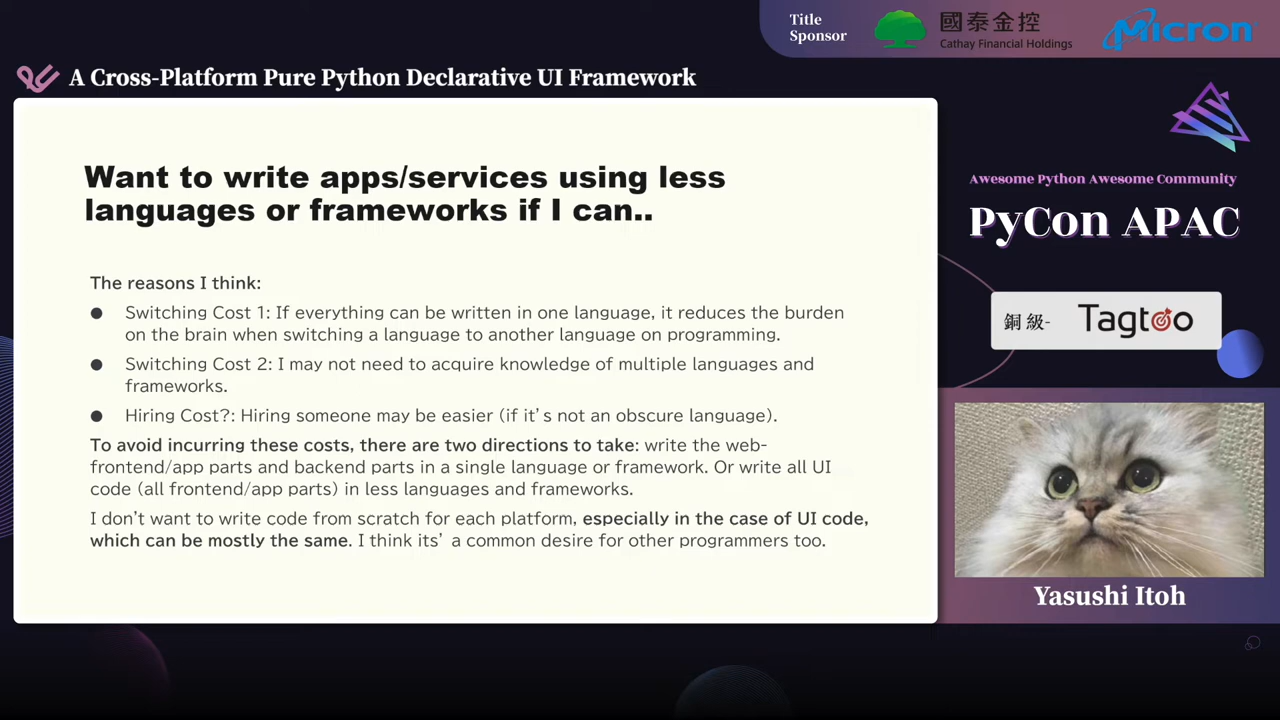 Title
Sponsor
國泰金控
Cathay Financial Holdings
Micron
A Cross-Platform Pure Python Declarative UI Framework
Want to write apps/services using less
languages or frameworks if I can..
The reasons I think:
● Switching Cost 1: If everything can be written in one language, it reduces the burden
on the brain when switching a language to another language on programming.
● Switching Cost 2: I may not need to acquire knowledge of multiple languages and
frameworks.
● Hiring Cost?: Hiring someone may be easier (if it's not an obscure language).
To avoid incurring these costs, there are two directions to take: write the web-
frontend/app parts and backend parts in a single language or framework. Or write all UI
code (all frontend/app parts) in less languages and frameworks.
I don't want to write code from scratch for each platform, especially in the case of UI code,
which can be mostly the same. I think its' a common desire for other programmers too.
Awesome Python Awesome Community
PyCon APAC
銅級-
Tagtoo
Yasushi Itoh